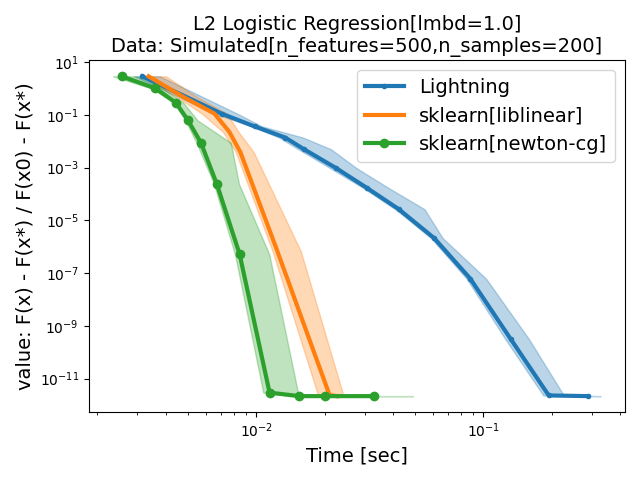 L2 Logistic Regression[lmbd=1.0]
Data: Simulated[n_features=500,n_samples=200]
value: F(x) - F(x*) / F(x0) - F(x*)
10¹
10⁻¹
10⁻³
10⁻⁵
10⁻⁷
10⁻⁹
10⁻¹¹
Lightning
sklearn[liblinear]
sklearn[newton-cg]
10⁻² 10⁻¹
Time [sec]